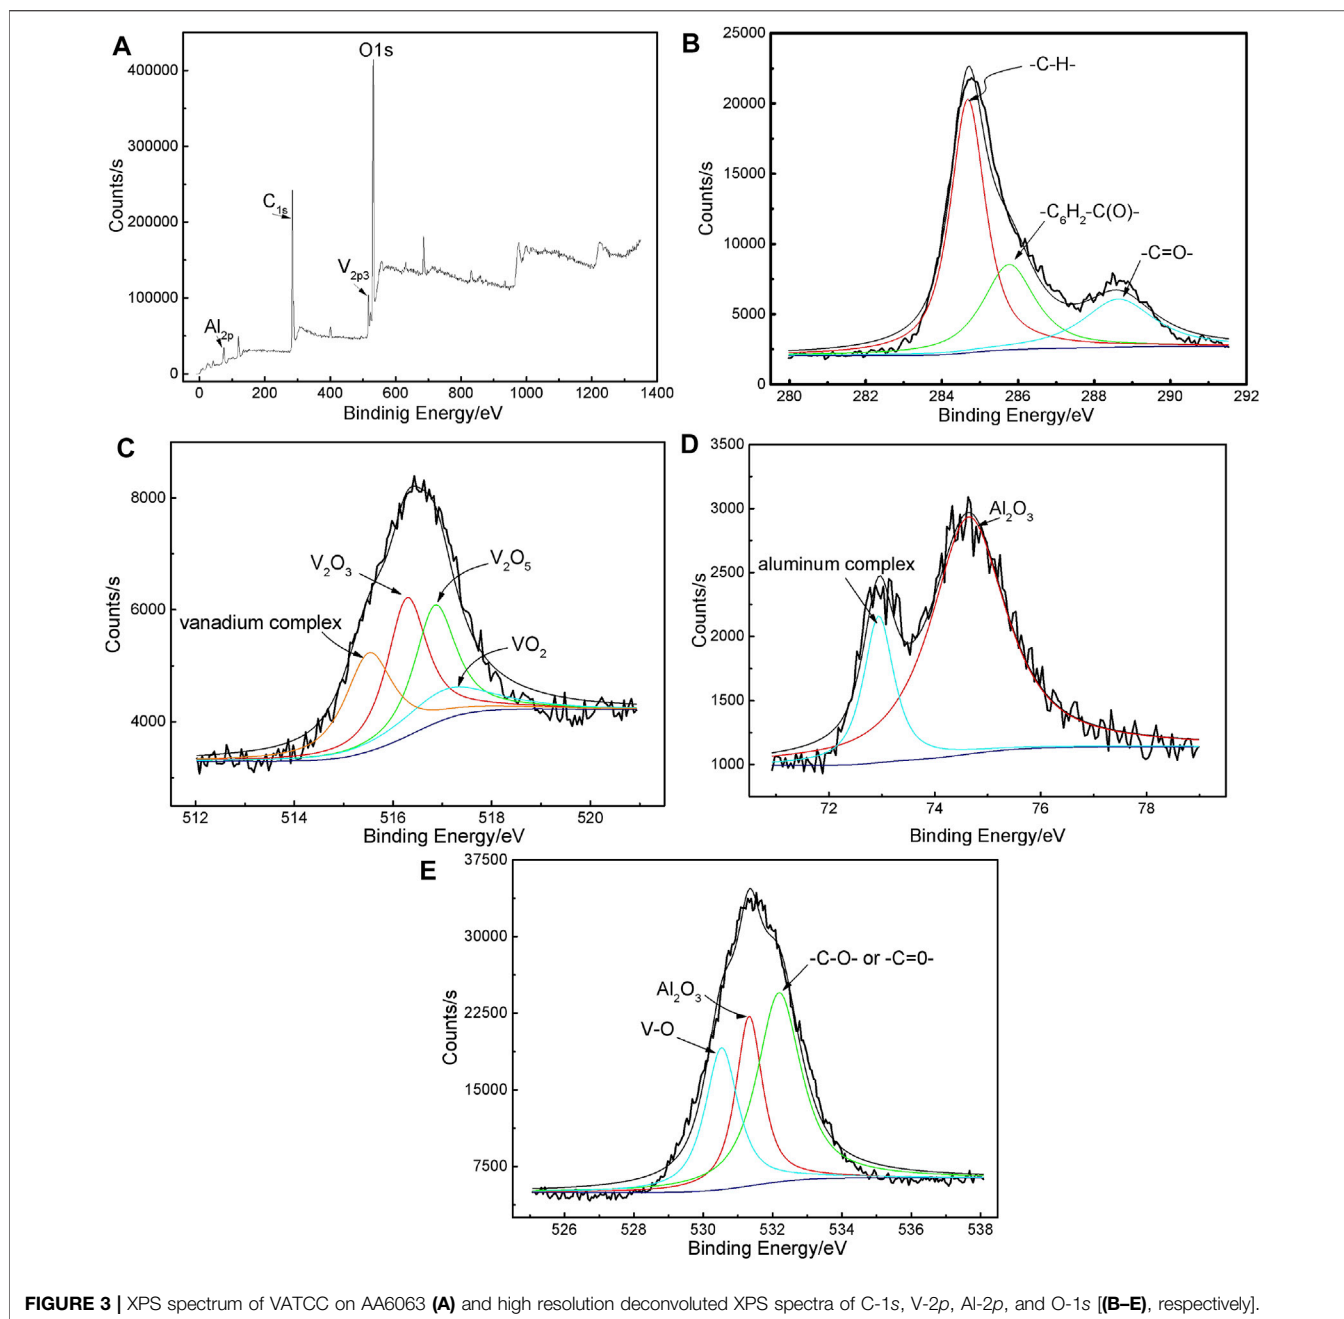 A
O1s
C1s
V2p3
Al2p
Counts/s
400000
300000
200000
100000
0
0 200 400 600 800 1000 1200 1400
Bindinig Energy/eV
B
-C-H-
-C6H2-C(O)-
-C=O-
Counts/s
25000
20000
15000
10000
5000
0
280 282 284 286 288 290 292
Binding Energy/eV
C
V2O3
V2O5
vanadium complex
VO2
Counts/s
8000
6000
4000
512 514 516 518 520
Binding Energy/eV
D
Al2O3
aluminum complex
Counts/s
3500
3000
2500
2000
1500
1000
72 74 76 78
Binding Energy/eV
E
-C-O- or -C=0-
Al2O3
V-O
Counts/s
37500
30000
22500
15000
7500
526 528 530 532 534 536 538
Binding Energy/eV
FIGURE 3 | XPS spectrum of VATCC on AA6063 (A) and high resolution deconvoluted XPS spectra of C-1s, V-2p, Al-2p, and O-1s [(B–E), respectively].